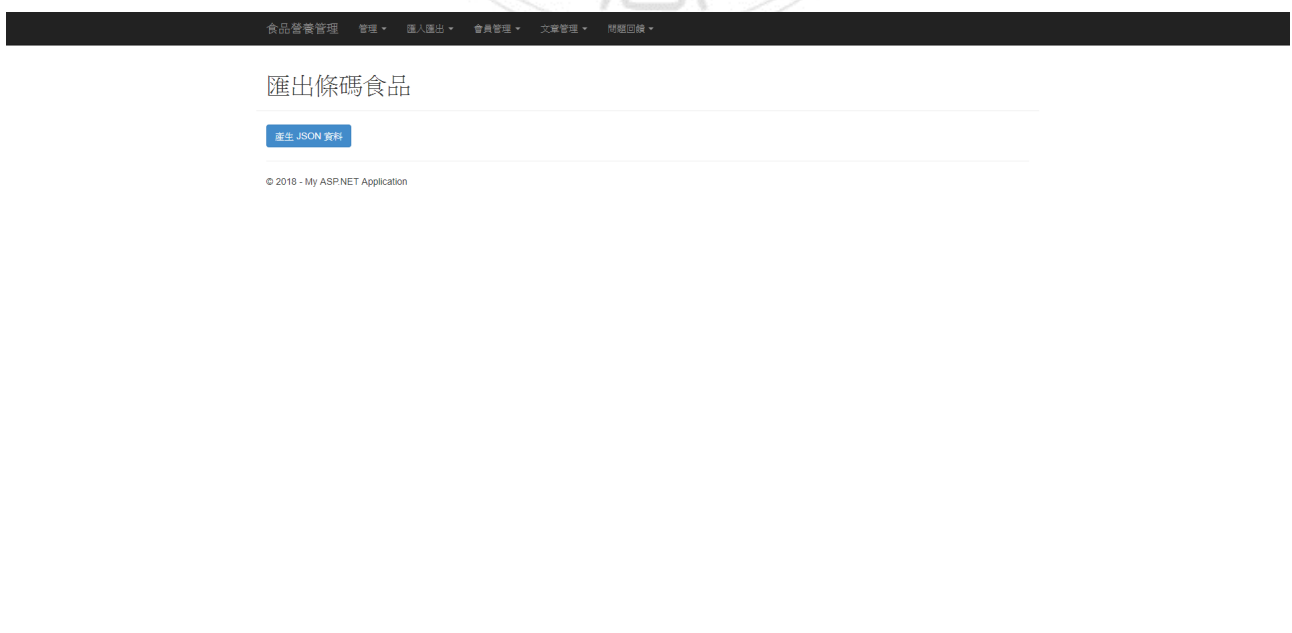 食品營養管理 管理 匯入匯出 會員管理 文章管理 問題回饋
匯出條碼食品
產生 JSON 資料
© 2018 - My ASP.NET Application